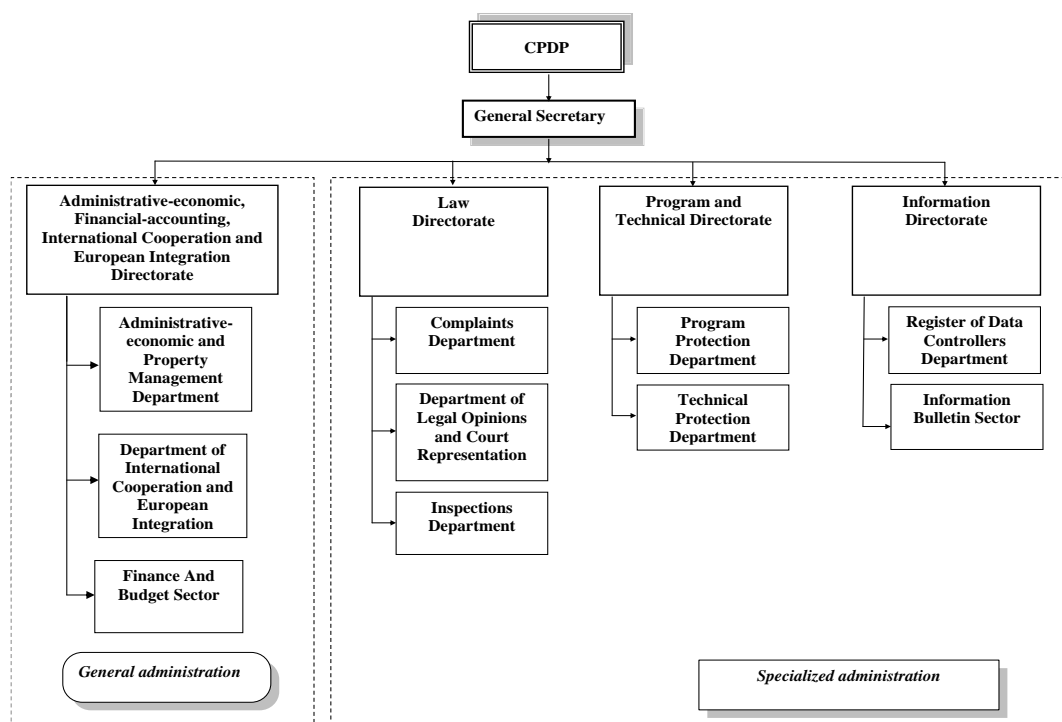 CPDP
General Secretary
Administrative-economic,
Financial-accounting,
International Cooperation and
European Integration
Directorate
Administrative-
economic and
Property
Management
Department
Department of
International
Cooperation and
European
Integration
Finance And
Budget Sector
General administration
Law
Directorate
Complaints
Department
Department of
Legal Opinions
and Court
Representation
Inspections
Department
Program and
Technical Directorate
Program
Protection
Department
Technical
Protection
Department
Information
Directorate
Register of Data
Controllers
Department
Information
Bulletin Sector
Specialized administration